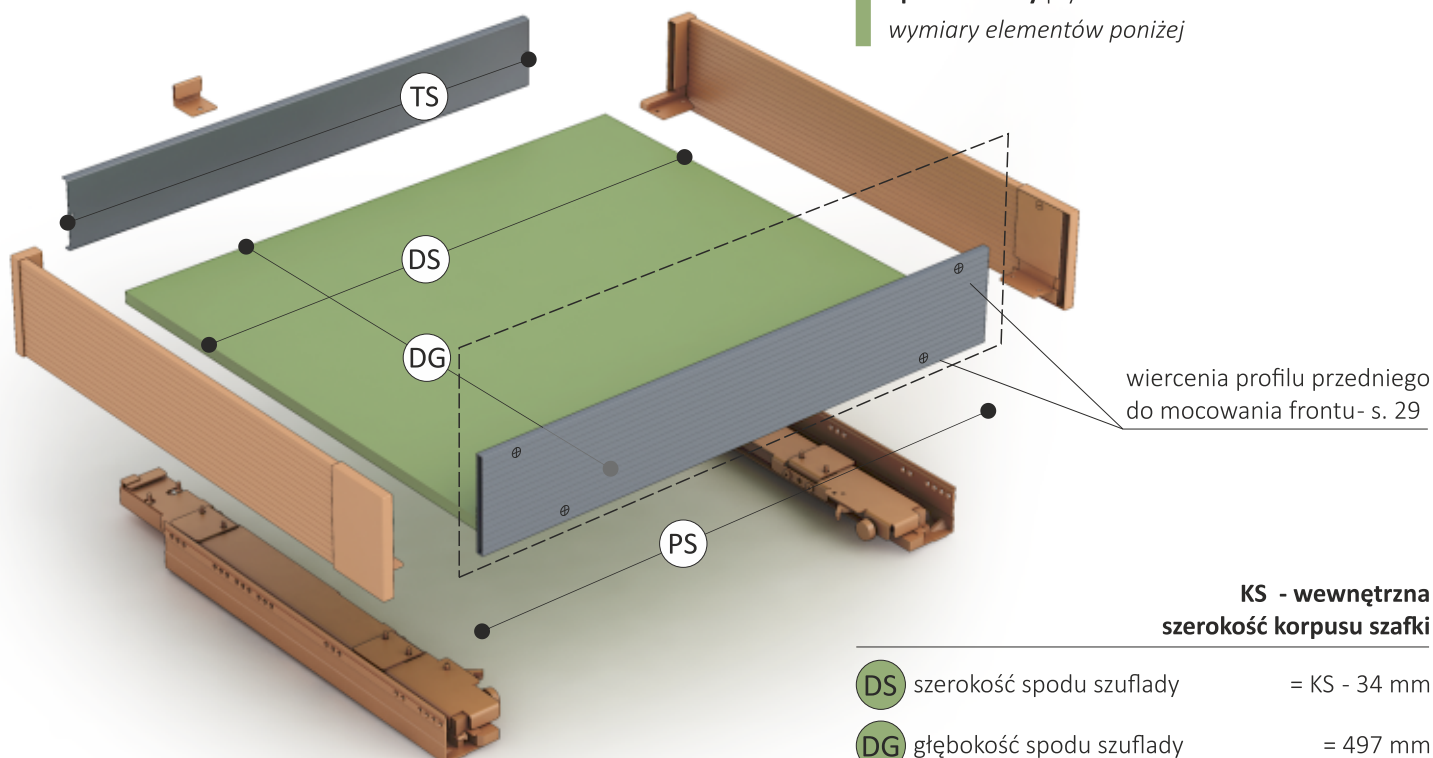 wymiary elementów poniżej
TS
DS
DG
wiercenia profilu przedniego
do mocowania frontu- s. 29
PS
KS - wewnętrzna
szerokość korpusu szafki
DS szerokość spodu szuflady = KS - 34 mm
DG głębokość spodu szuflady = 497 mm